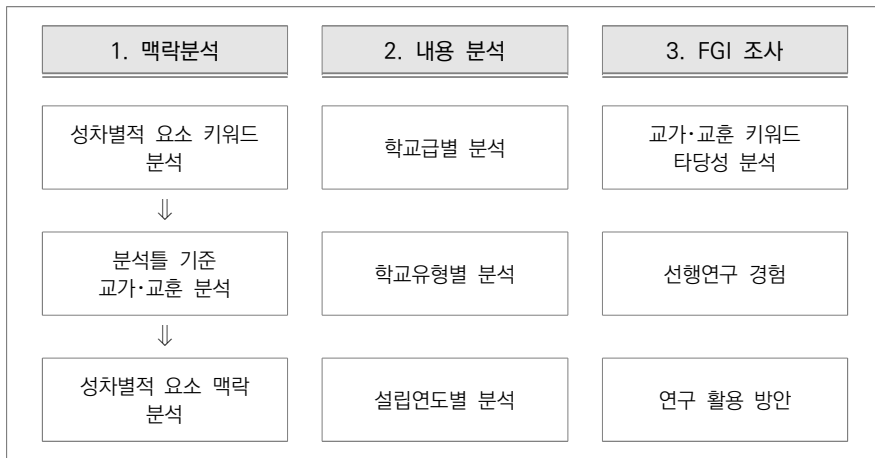 1. 맥락분석
2. 내용 분석
3. FGI 조사
성차별적 요소 키워드
분석
학교급별 분석
교가·교훈 키워드
타당성 분석
⇓
분석틀 기준
교가·교훈 분석
학교유형별 분석
선행연구 경험
⇓
성차별적 요소 맥락
분석
설립연도별 분석
연구 활용 방안